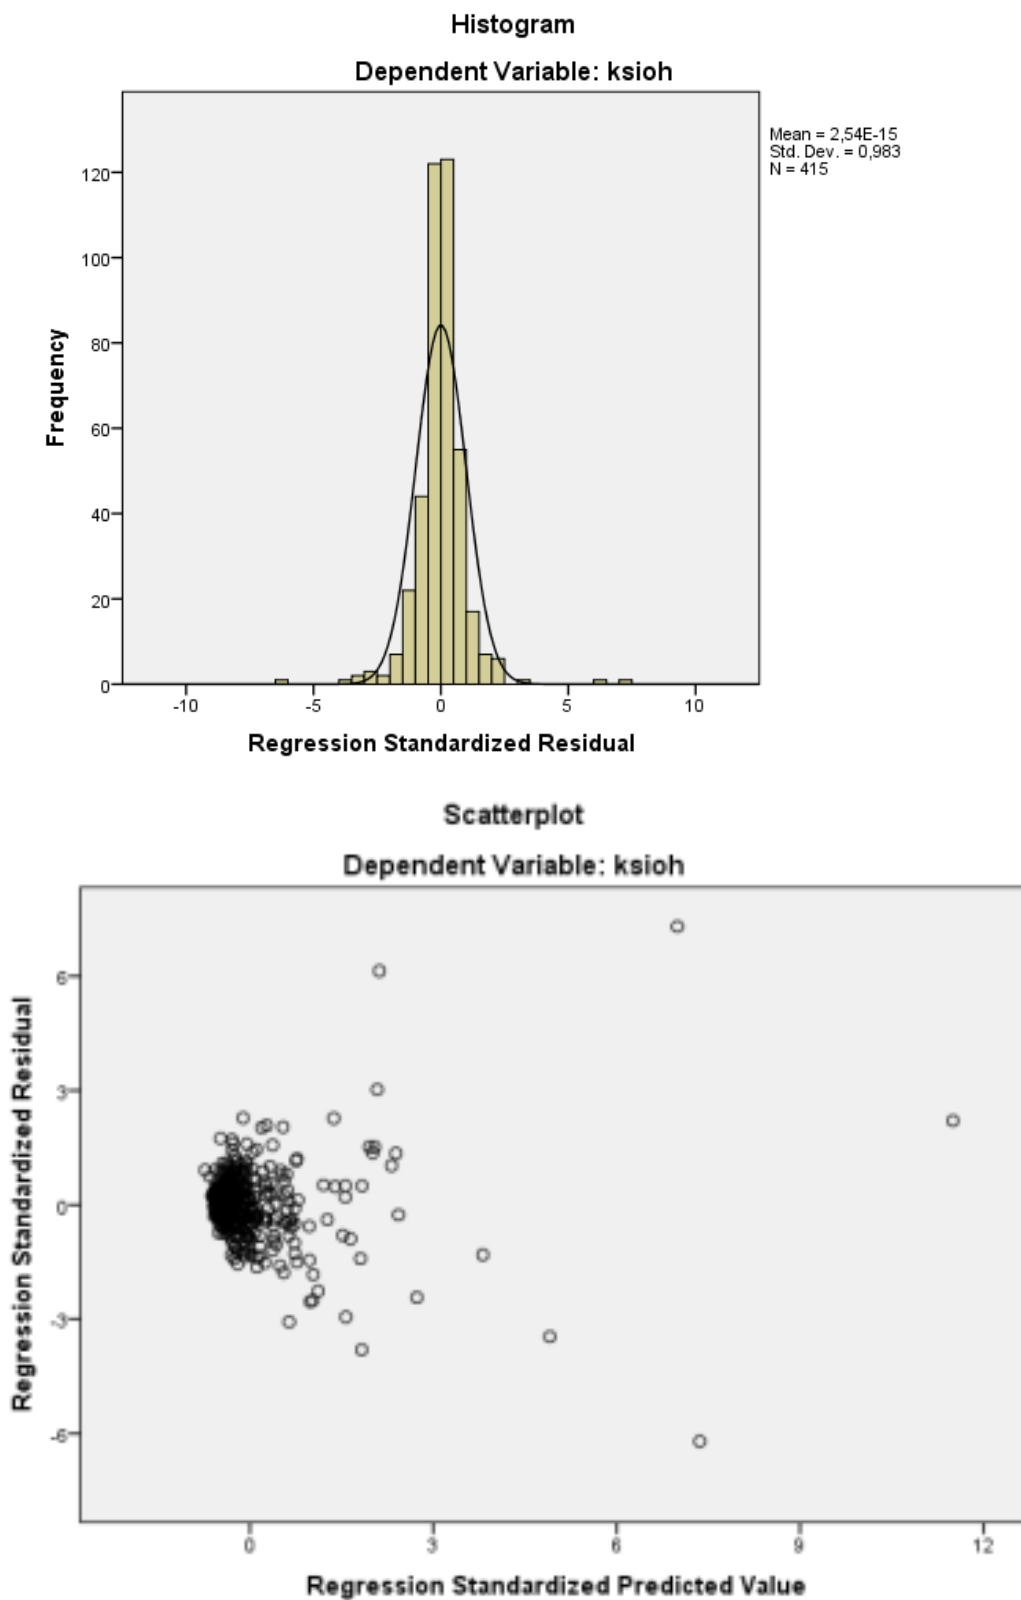 Histogram
Dependent Variable: ksioh
Mean = 2,54E-15
Std. Dev. = 0,983
N = 415
120
100
80
60
40
20
0
Frequency
-10
-5
0
5
10
Regression Standardized Residual
Scatterplot
Dependent Variable: ksioh
6
3
0
-3
-6
Regression Standardized Residual
0
3
6
9
12
Regression Standardized Predicted Value